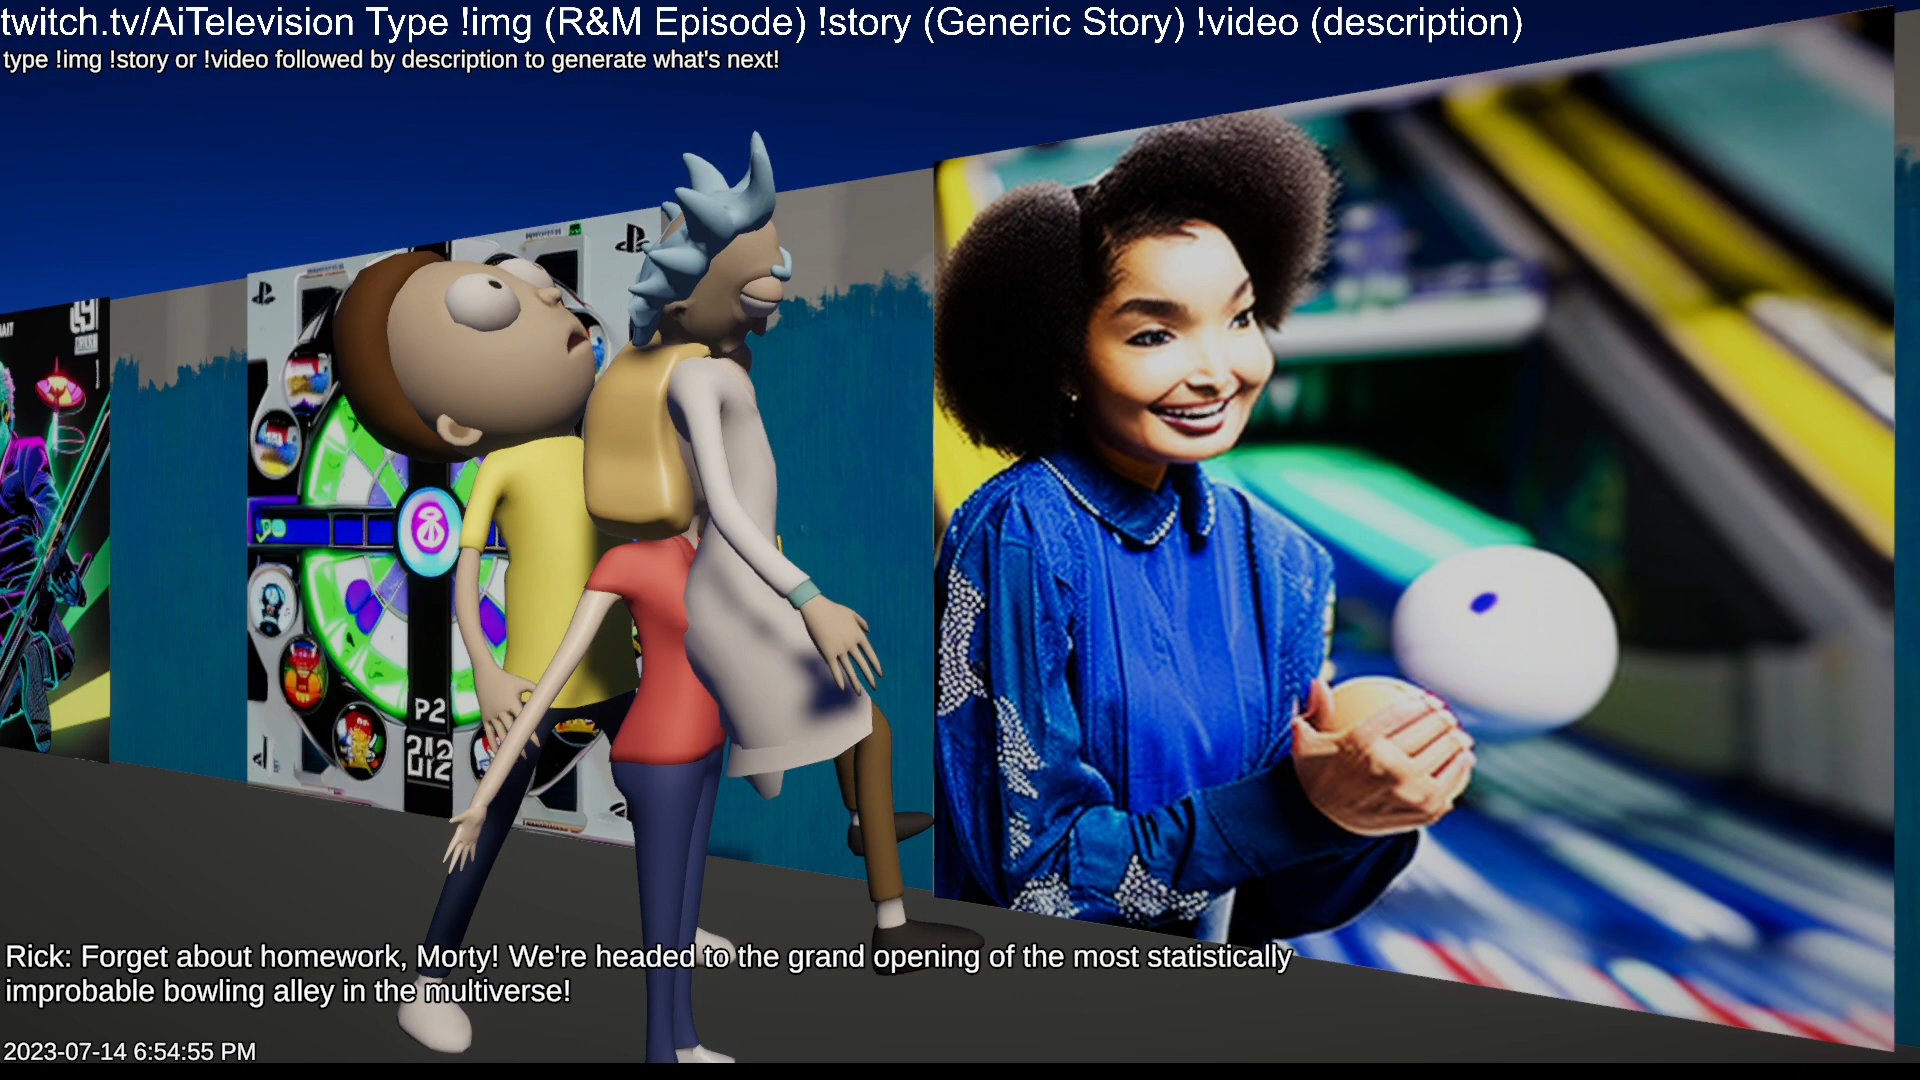 twitch.tv/AiTelevision Type !img (R&M Episode) !story (Generic Story) !video (description)
type !img !story or !video followed by description to generate what's next!
P2
Rick: Forget about homework, Morty! We're headed to the grand opening of the most statistically
improbable bowling alley in the multiverse!
2023-07-14 6:54:55 PM